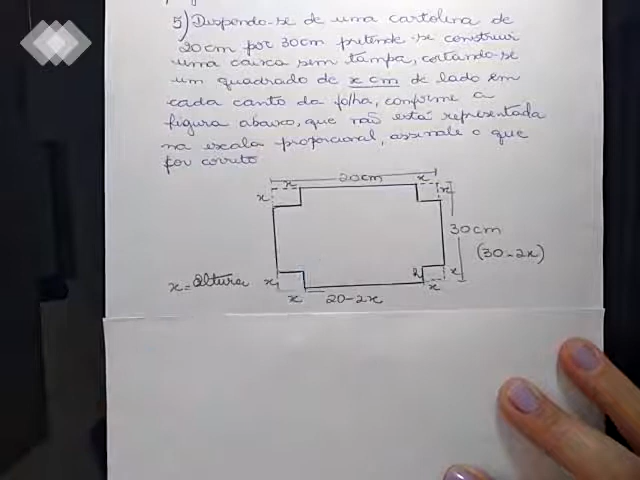 5) Dispondo-se de uma cartolina de
20cm por 30cm pretende-se construir
uma caixa sem tampa, cortando-se
um quadrado de x cm de lado em
cada canto da folha, conforme a
figura abaixo, que não está representada
na escala proporcional, assinale o que
for correto
x 20cm x
x x
30cm
(30-2x)
x = altura x x x
x 20-2x x